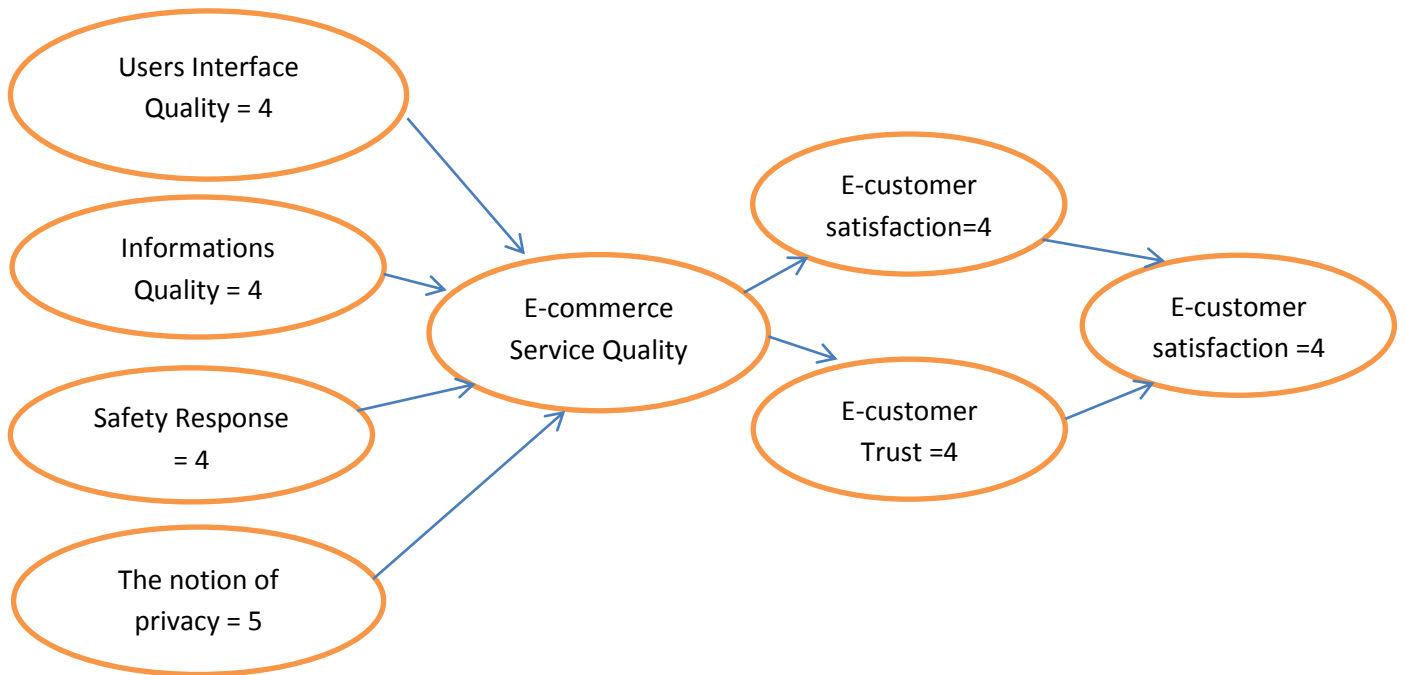 Users Interface
Quality = 4
Informations
Quality = 4
Safety Response
= 4
The notion of
privacy = 5
E-commerce
Service Quality
E-customer
satisfaction=4
E-customer
Trust =4
E-customer
satisfaction =4